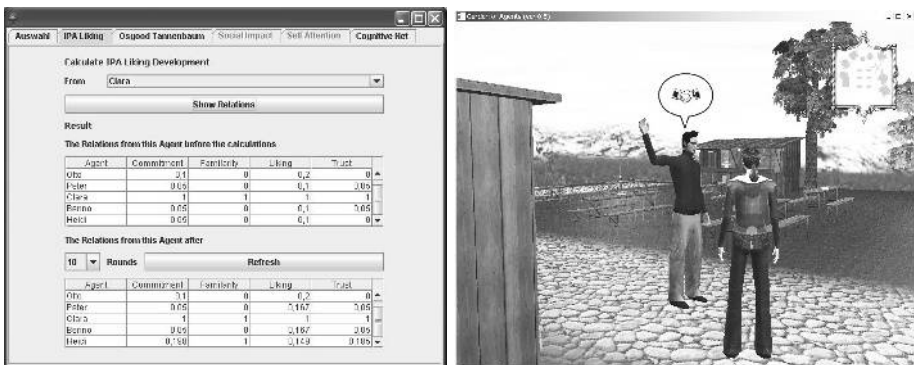 Auswahl IPA Liking Osgood Tannenbaum Social Impact Self Attention Cognitive Net
Calculate IPA Liking Development
From Clara
Show Relations
Result
The Relations from this Agent before the calculations
Agent Commitment Familiarity Liking Trust
Otto 0,1 0 0,2 0
Peter 0,05 0 0,1 0,05
Clara 1 1 1 1
Benno 0,05 0 0,1 0,05
Heidi 0,05 0 0,1 0
The Relations from this Agent after
10 Rounds Refresh
Agent Commitment Familiarity Liking Trust
Otto 0,1 0 0,2 0
Peter 0,05 0 0,167 0,05
Clara 1 1 1 1
Benno 0,05 0 0,167 0,05
Heidi 1 0,149
of Agents (ver 0.5)